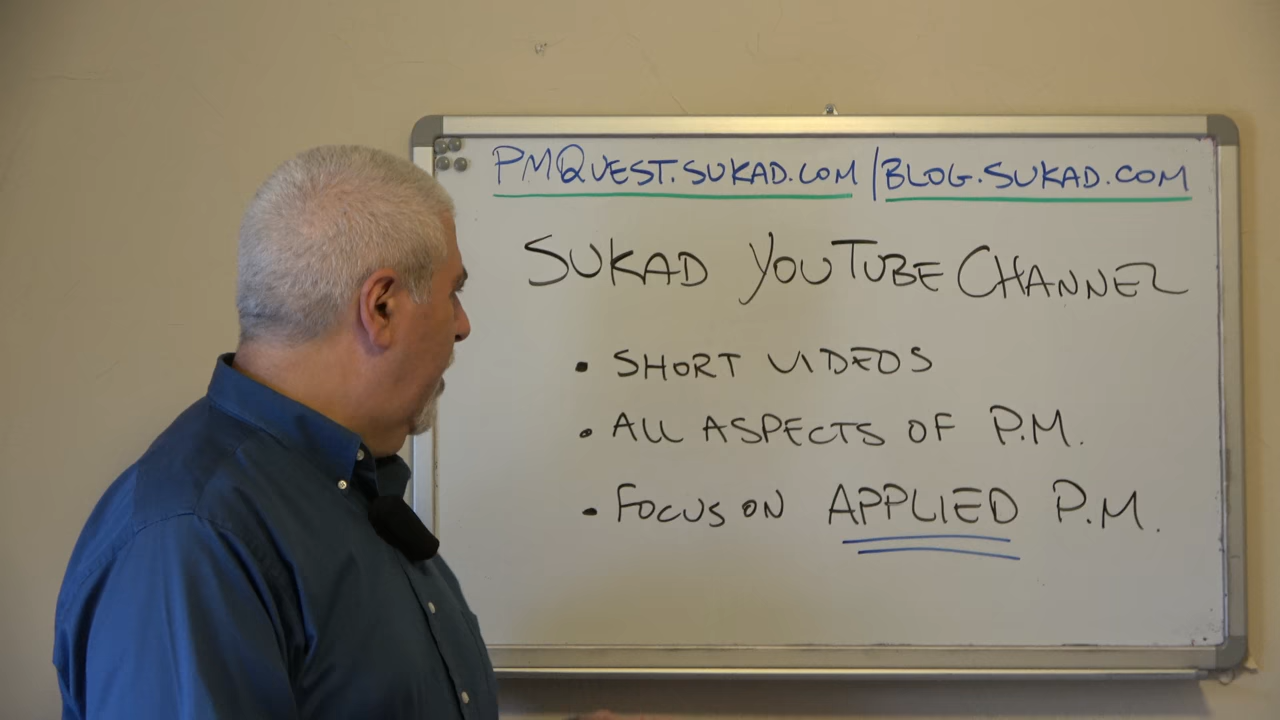 PMQUEST.SUKAD.COM / BLOG.SUKAD.COM
SUKAD YOUTUBE CHANNEL
• SHORT VIDEOS
• ALL ASPECTS OF P.M.
• FOCUS ON APPLIED P.M.